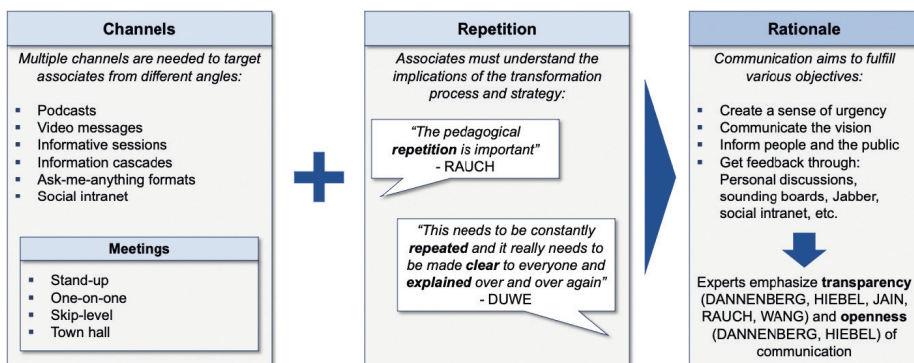 Channels
Multiple channels are needed to target
associates from different angles:
▪ Podcasts
▪ Video messages
▪ Informative sessions
▪ Information cascades
▪ Ask-me-anything formats
▪ Social intranet
Meetings
▪ Stand-up
▪ One-on-one
▪ Skip-level
▪ Town hall
Repetition
Associates must understand the
implications of the transformation
process and strategy:
“The pedagogical
repetition is important”
- RAUCH
“This needs to be constantly
repeated and it really needs to
be made clear to everyone and
explained over and over again”
- DUWE
Rationale
Communication aims to fulfill
various objectives:
▪ Create a sense of urgency
▪ Communicate the vision
▪ Inform people and the public
▪ Get feedback through:
Personal discussions,
sounding boards, Jabber,
social intranet, etc.
Experts emphasize transparency
(DANNENBERG, HIEBEL, JAIN,
RAUCH, WANG) and openness
(DANNENBERG, HIEBEL) of
communication